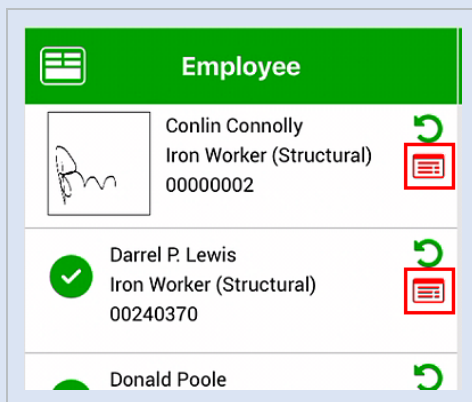 Employee
Conlin Connolly
Iron Worker (Structural)
00000002
Darrel P. Lewis
Iron Worker (Structural)
00240370
Donald Poole